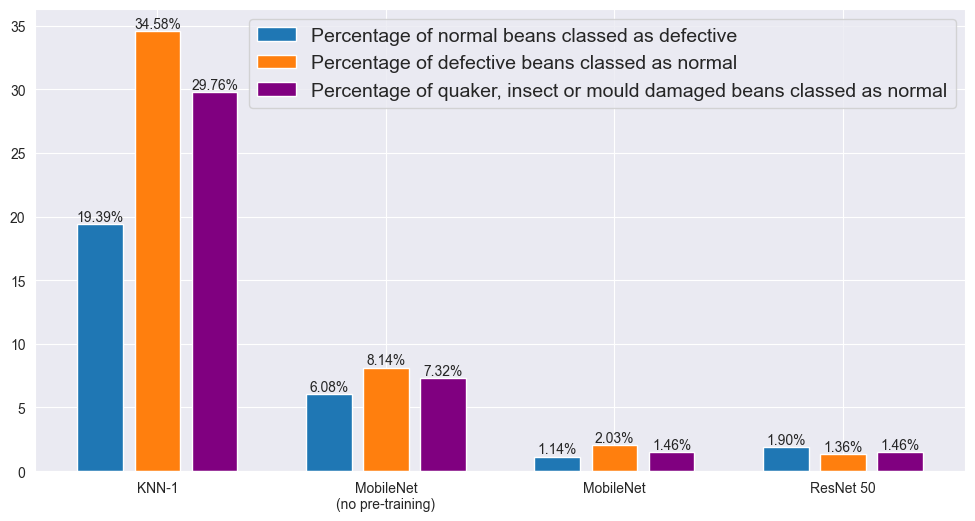 Percentage of normal beans classed as defective
Percentage of defective beans classed as normal
Percentage of quaker, insect or mould damaged beans classed as normal
35
30
25
20
15
10
5
0
19.39%
34.58%
29.76%
6.08%
8.14%
7.32%
1.14%
2.03%
1.46%
1.90%
1.36%
1.46%
KNN-1
MobileNet
(no pre-training)
MobileNet
ResNet 50